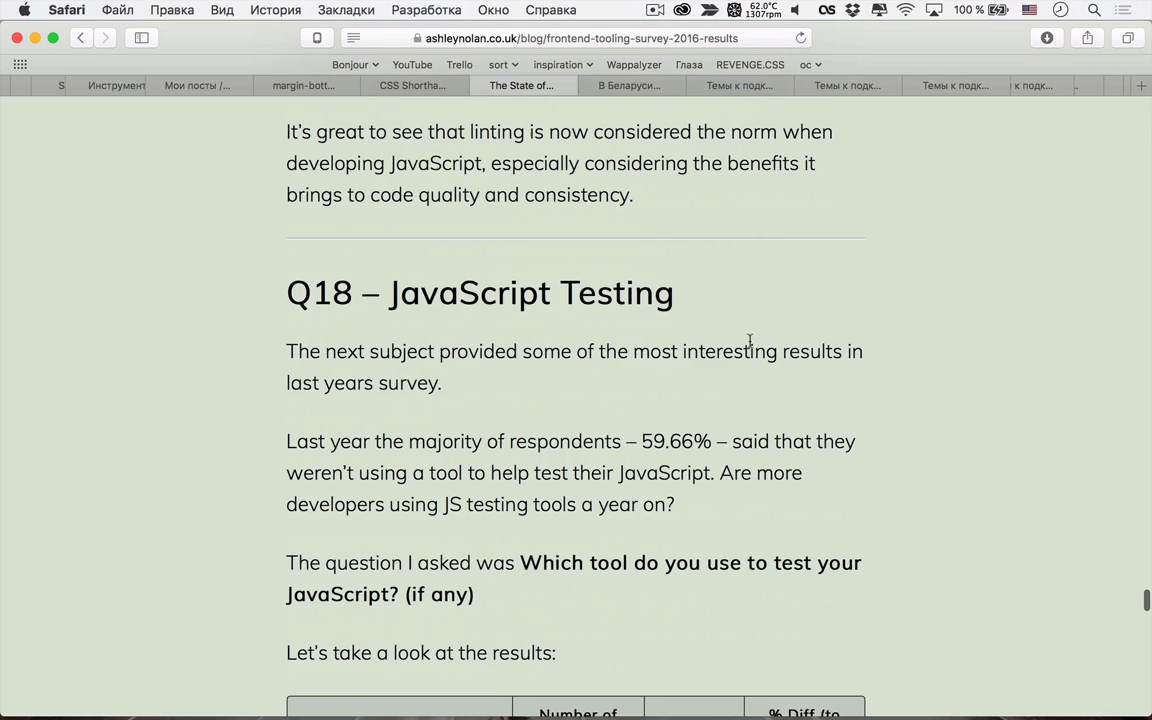 Safari Файл Правка Вид История Закладки Разработка Окно Справка 62.0°C 1307rpm 100 %
ashleynolan.co.uk/blog/frontend-tooling-survey-2016-results
Bonjour YouTube Trello sort inspiration Wappalyzer Глаза REVENGE.CSS ос
S Инструмент Мои посты /... margin-bott... CSS Shortha... The State of... В Беларуси... Темы к подк... Темы к подк... Темы к подк... к подк...
It’s great to see that linting is now considered the norm when
developing JavaScript, especially considering the benefits it
brings to code quality and consistency.
Q18 – JavaScript Testing
The next subject provided some of the most interesting results in
last years survey.
Last year the majority of respondents – 59.66% – said that they
weren’t using a tool to help test their JavaScript. Are more
developers using JS testing tools a year on?
The question I asked was Which tool do you use to test your
JavaScript? (if any)
Let’s take a look at the results:
Number of % Diff (to